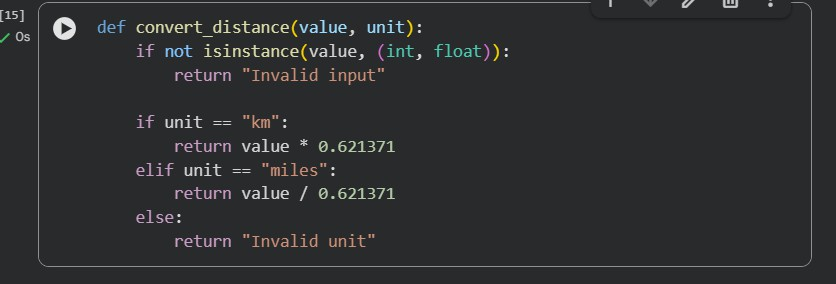 [15]
0s
def convert_distance(value, unit):
    if not isinstance(value, (int, float)):
        return "Invalid input"

    if unit == "km":
        return value * 0.621371
    elif unit == "miles":
        return value / 0.621371
    else:
        return "Invalid unit"